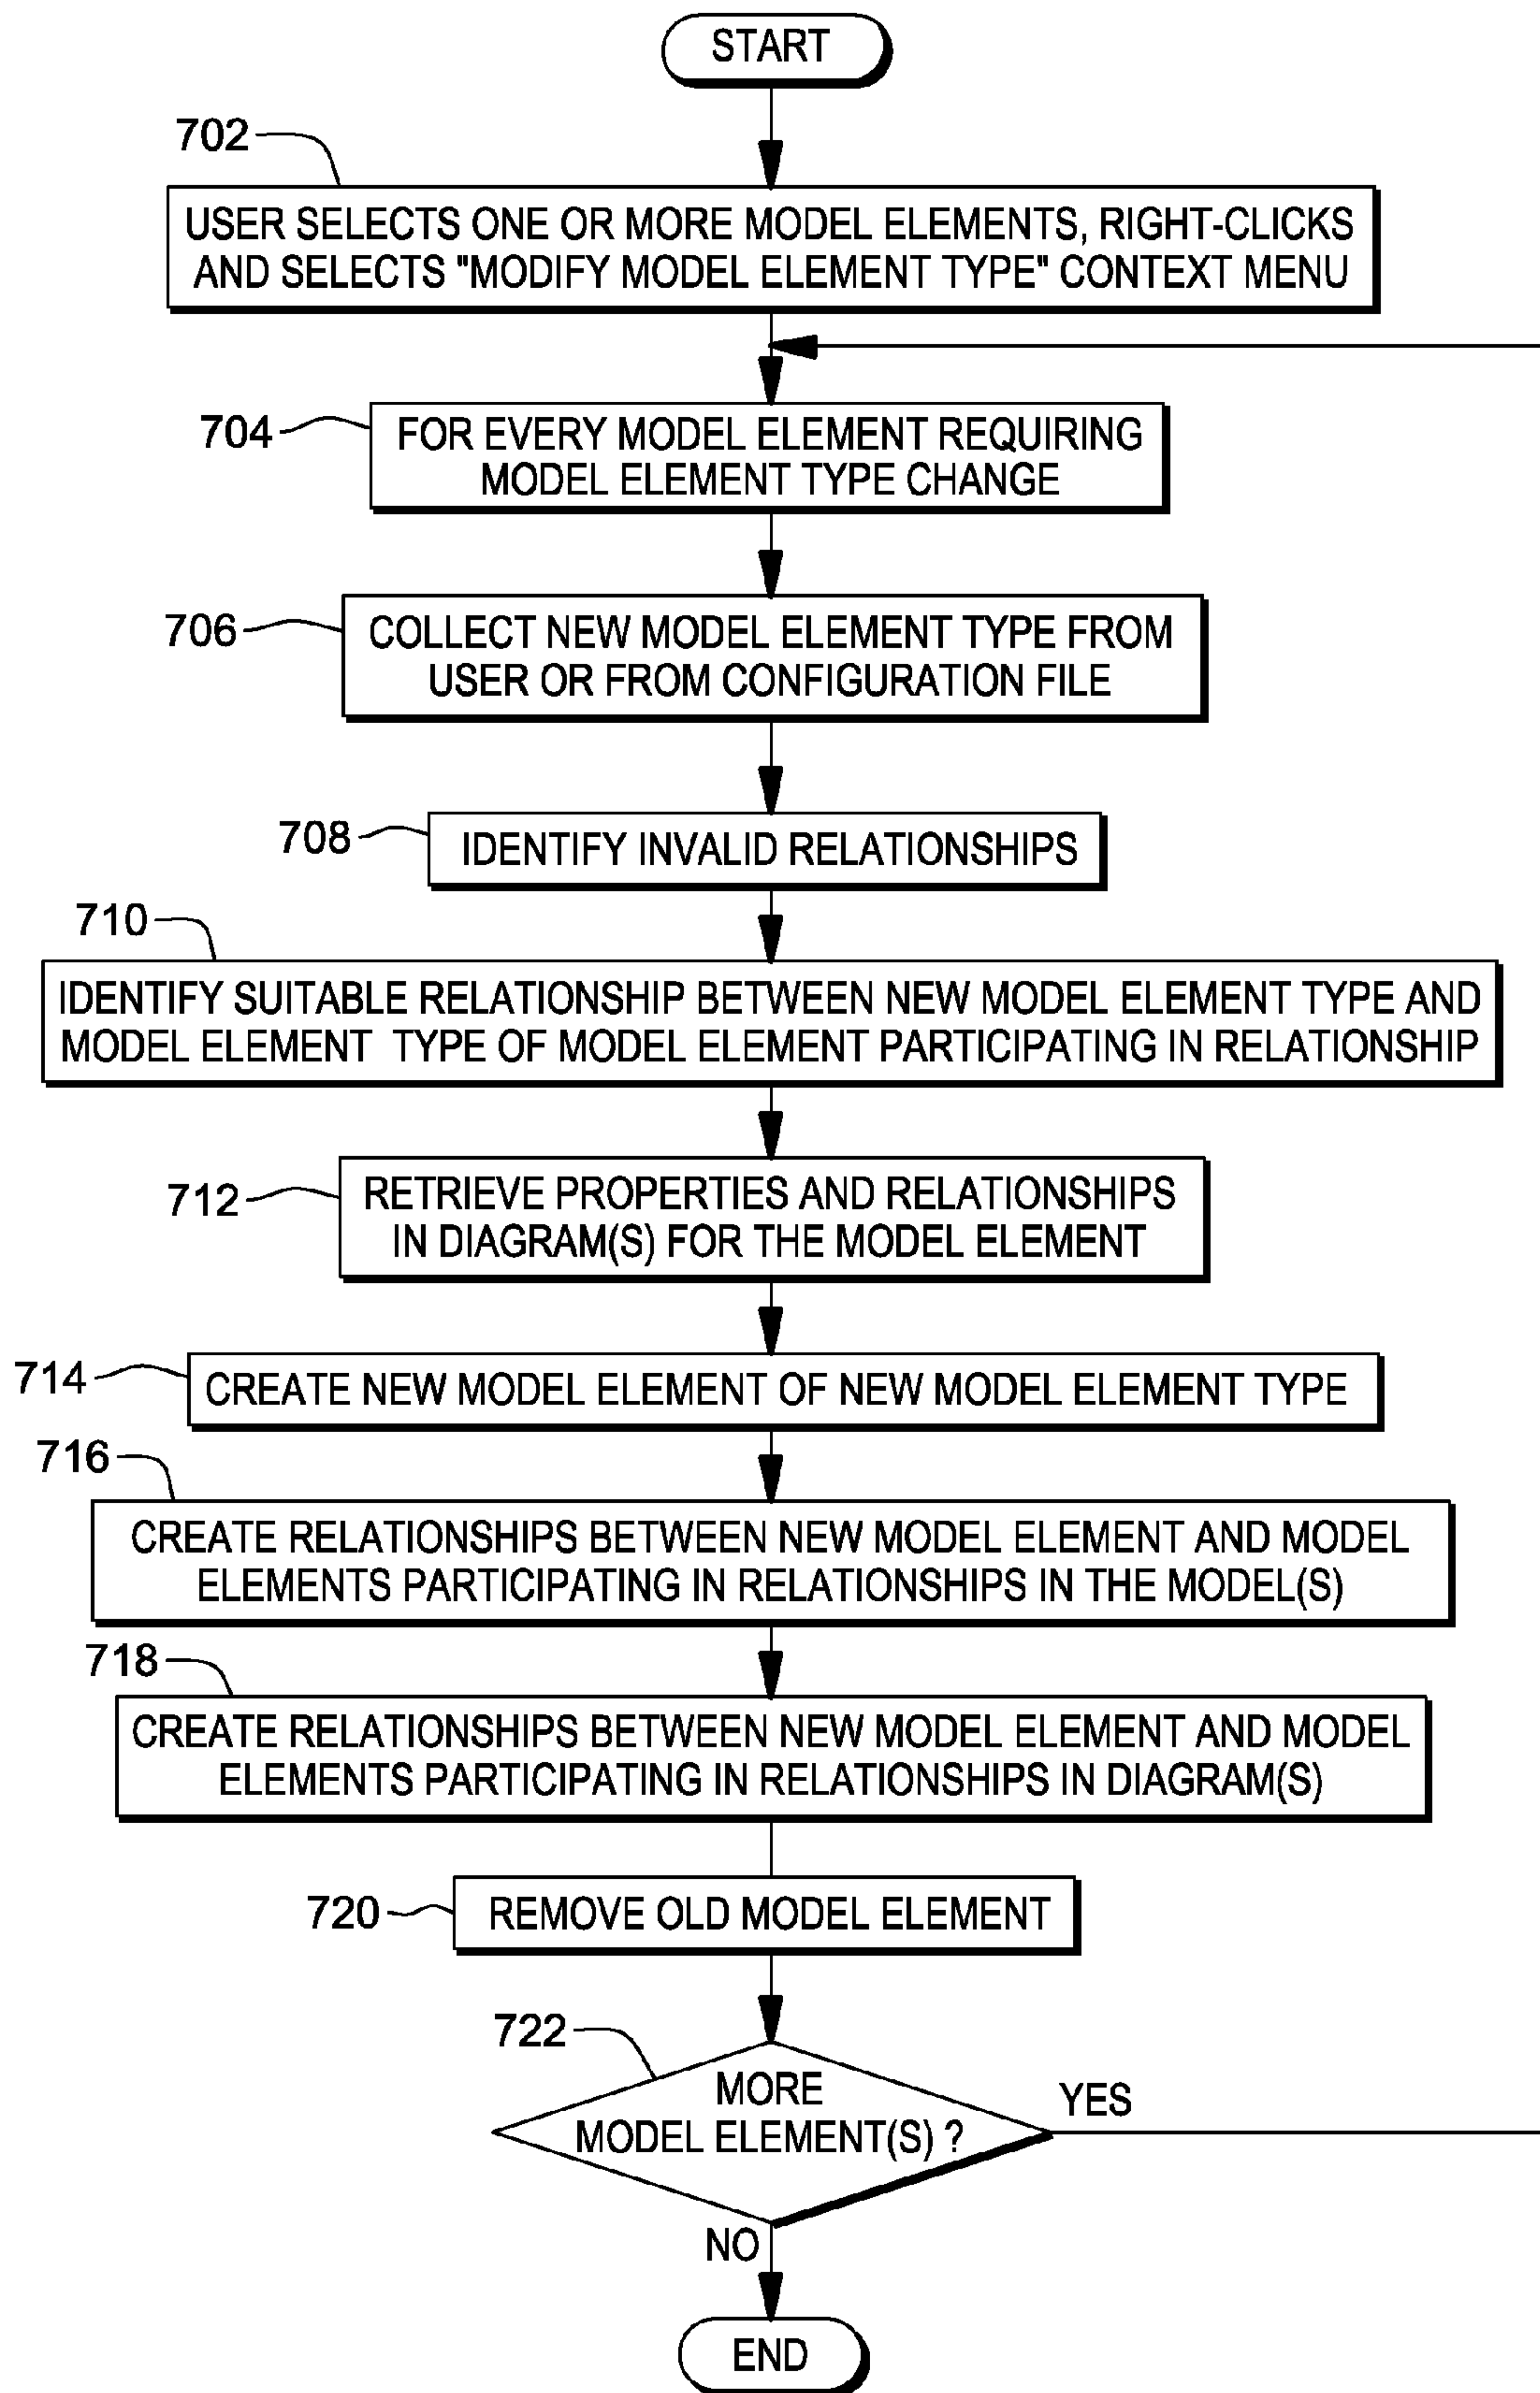 START
702
USER SELECTS ONE OR MORE MODEL ELEMENTS, RIGHT-CLICKS
AND SELECTS "MODIFY MODEL ELEMENT TYPE" CONTEXT MENU
704
FOR EVERY MODEL ELEMENT REQUIRING
MODEL ELEMENT TYPE CHANGE
706
COLLECT NEW MODEL ELEMENT TYPE FROM
USER OR FROM CONFIGURATION FILE
708
IDENTIFY INVALID RELATIONSHIPS
710
IDENTIFY SUITABLE RELATIONSHIP BETWEEN NEW MODEL ELEMENT TYPE AND
MODEL ELEMENT TYPE OF MODEL ELEMENT PARTICIPATING IN RELATIONSHIP
712
RETRIEVE PROPERTIES AND RELATIONSHIPS
IN DIAGRAM(S) FOR THE MODEL ELEMENT
714
CREATE NEW MODEL ELEMENT OF NEW MODEL ELEMENT TYPE
716
CREATE RELATIONSHIPS BETWEEN NEW MODEL ELEMENT AND MODEL
ELEMENTS PARTICIPATING IN RELATIONSHIPS IN THE MODEL(S)
718
CREATE RELATIONSHIPS BETWEEN NEW MODEL ELEMENT AND MODEL
ELEMENTS PARTICIPATING IN RELATIONSHIPS IN DIAGRAM(S)
720
REMOVE OLD MODEL ELEMENT
722
MORE
MODEL ELEMENT(S) ?
YES
NO
END